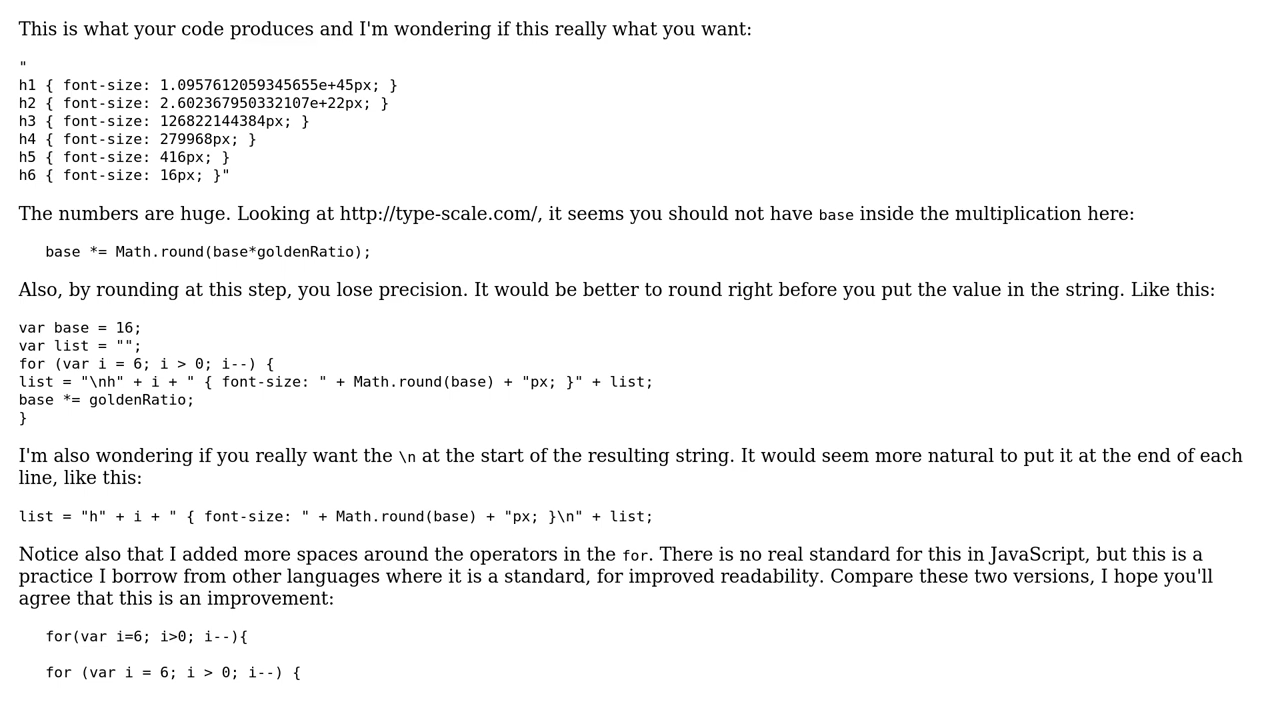 This is what your code produces and I'm wondering if this really what you want:
"
h1 { font-size: 1.0957612059345655e+45px; }
h2 { font-size: 2.602367950332107e+22px; }
h3 { font-size: 126822144384px; }
h4 { font-size: 279968px; }
h5 { font-size: 416px; }
h6 { font-size: 16px; }"
The numbers are huge. Looking at http://type-scale.com/, it seems you should not have base inside the multiplication here:
base *= Math.round(base*goldenRatio);
Also, by rounding at this step, you lose precision. It would be better to round right before you put the value in the string. Like this:
var base = 16;
var list = "";
for (var i = 6; i > 0; i--) {
list = "\nh" + i + " { font-size: " + Math.round(base) + "px; }" + list;
base *= goldenRatio;
}
I'm also wondering if you really want the \n at the start of the resulting string. It would seem more natural to put it at the end of each
line, like this:
list = "h" + i + " { font-size: " + Math.round(base) + "px; }\n" + list;
Notice also that I added more spaces around the operators in the for. There is no real standard for this in JavaScript, but this is a
practice I borrow from other languages where it is a standard, for improved readability. Compare these two versions, I hope you'll
agree that this is an improvement:
for(var i=6; i>0; i--){
for (var i = 6; i > 0; i--) {